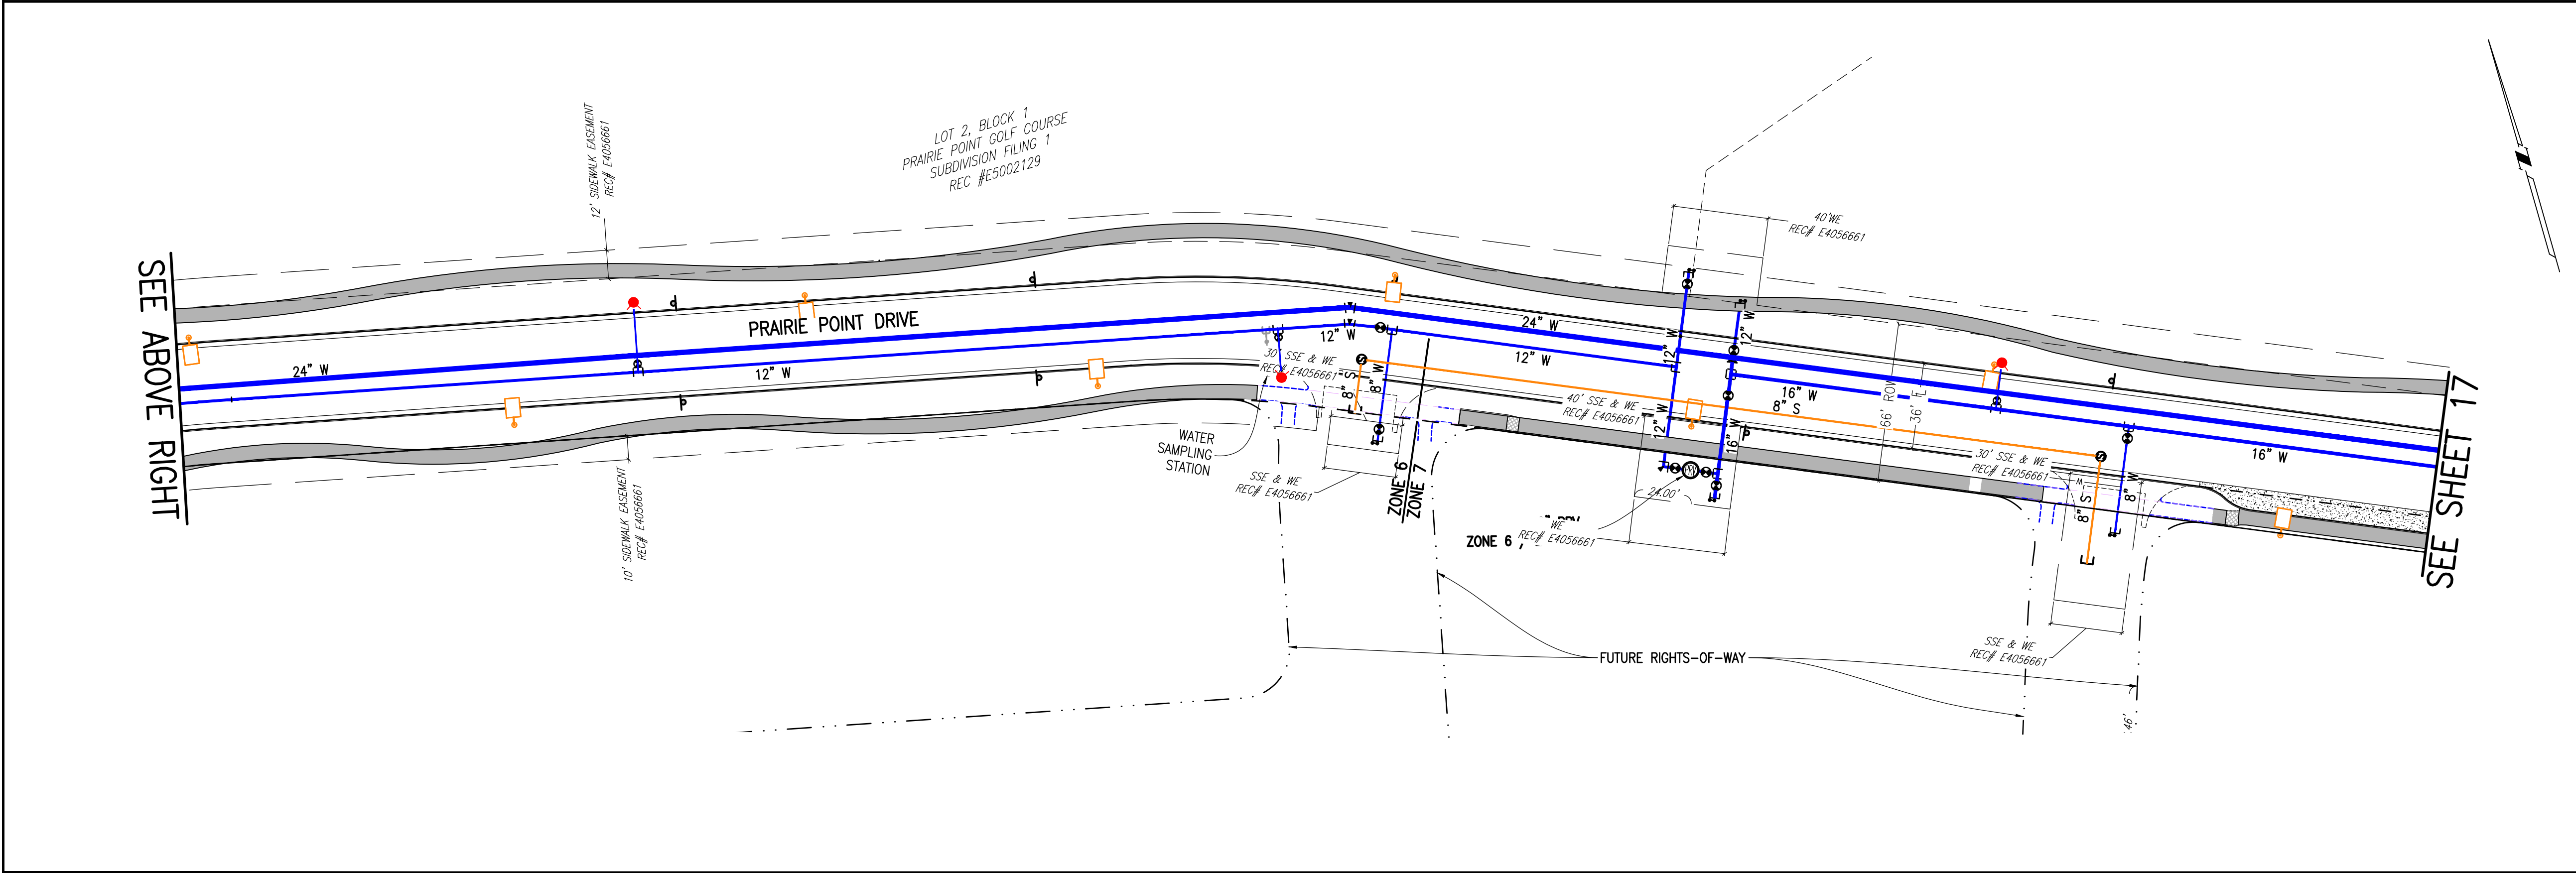 12' SIDEWALK EASEMENT
REC# E4056661
LOT 2, BLOCK 1
PRAIRIE POINT GOLF COURSE
SUBDIVISION FILING 1
REC #E5002129
40'WE
REC# E4056661
SEE ABOVE RIGHT
PRAIRIE POINT DRIVE
24" W
12" W
12" W
24" W
12" W
12" W
12" W
12" W
16" W
16" W
8" S
66' ROW
36' FL
16" W
SEE SHEET 17
30' SSE & WE
REC# E4056661
8" S
8" W
40' SSE & WE
REC# E4056661
30' SSE & WE
REC# E4056661
W
8" S
8" W
WATER
SAMPLING
STATION
SSE & WE
REC# E4056661
ZONE 6
ZONE 7
PRV
24.00'
WE
REC# E4056661
ZONE 6
10' SIDEWALK EASEMENT
REC# E4056661
FUTURE RIGHTS-OF-WAY
SSE & WE
REC# E4056661
46'
N